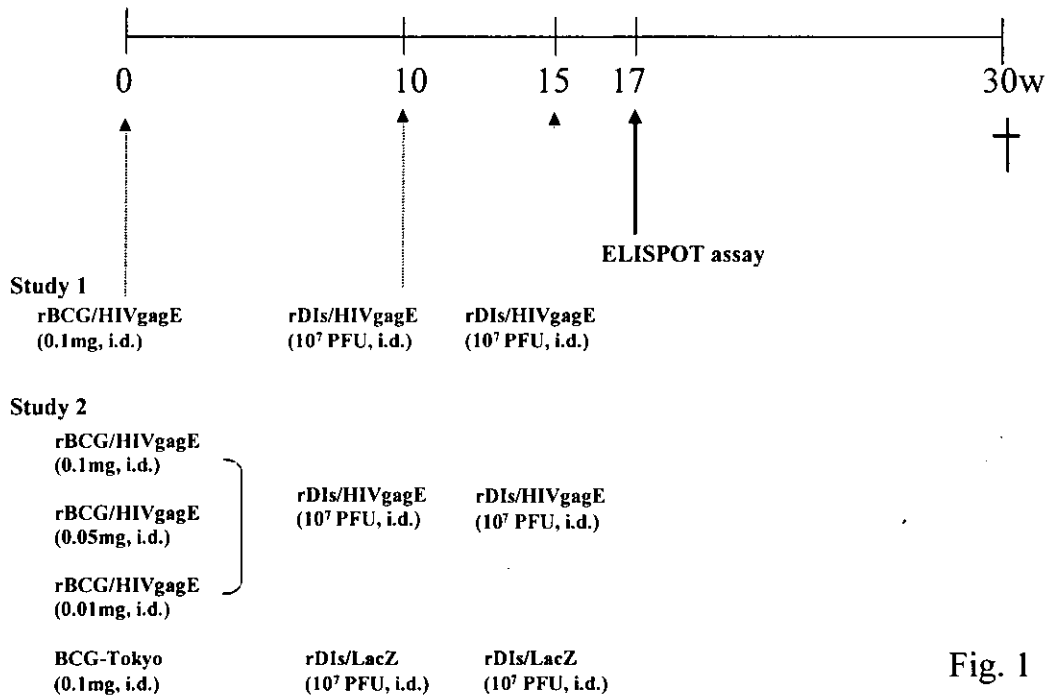 0 10 15 17 30w
ELISPOT assay
Study 1
rBCG/HIVgagE rDIs/HIVgagE rDIs/HIVgagE
(0.1mg, i.d.) (10⁷ PFU, i.d.) (10⁷ PFU, i.d.)
Study 2
rBCG/HIVgagE
(0.1mg, i.d.)
rDIs/HIVgagE rDIs/HIVgagE
(10⁷ PFU, i.d.) (10⁷ PFU, i.d.)
rBCG/HIVgagE
(0.05mg, i.d.)
rBCG/HIVgagE
(0.01mg, i.d.)
BCG-Tokyo rDIs/LacZ rDIs/LacZ
(0.1mg, i.d.) (10⁷ PFU, i.d.) (10⁷ PFU, i.d.)
Fig. 1